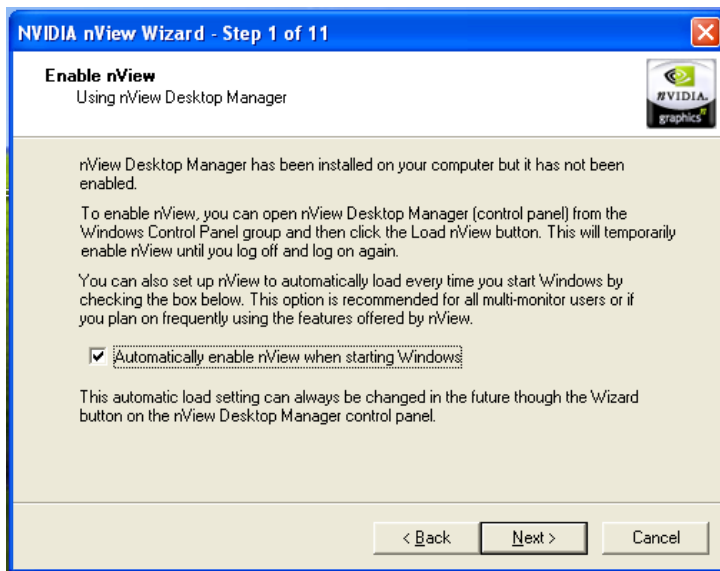 NVIDIA nView Wizard - Step 1 of 11
Enable nView
Using nView Desktop Manager
NVIDIA.
graphics
nView Desktop Manager has been installed on your computer but it has not been
enabled.
To enable nView, you can open nView Desktop Manager (control panel) from the
Windows Control Panel group and then click the Load nView button. This will temporarily
enable nView until you log off and log on again.
You can also set up nView to automatically load every time you start Windows by
checking the box below. This option is recommended for all multi-monitor users or if
you plan on frequently using the features offered by nView.
Automatically enable nView when starting Windows
This automatic load setting can always be changed in the future though the Wizard
button on the nView Desktop Manager control panel.
< Back
Next >
Cancel